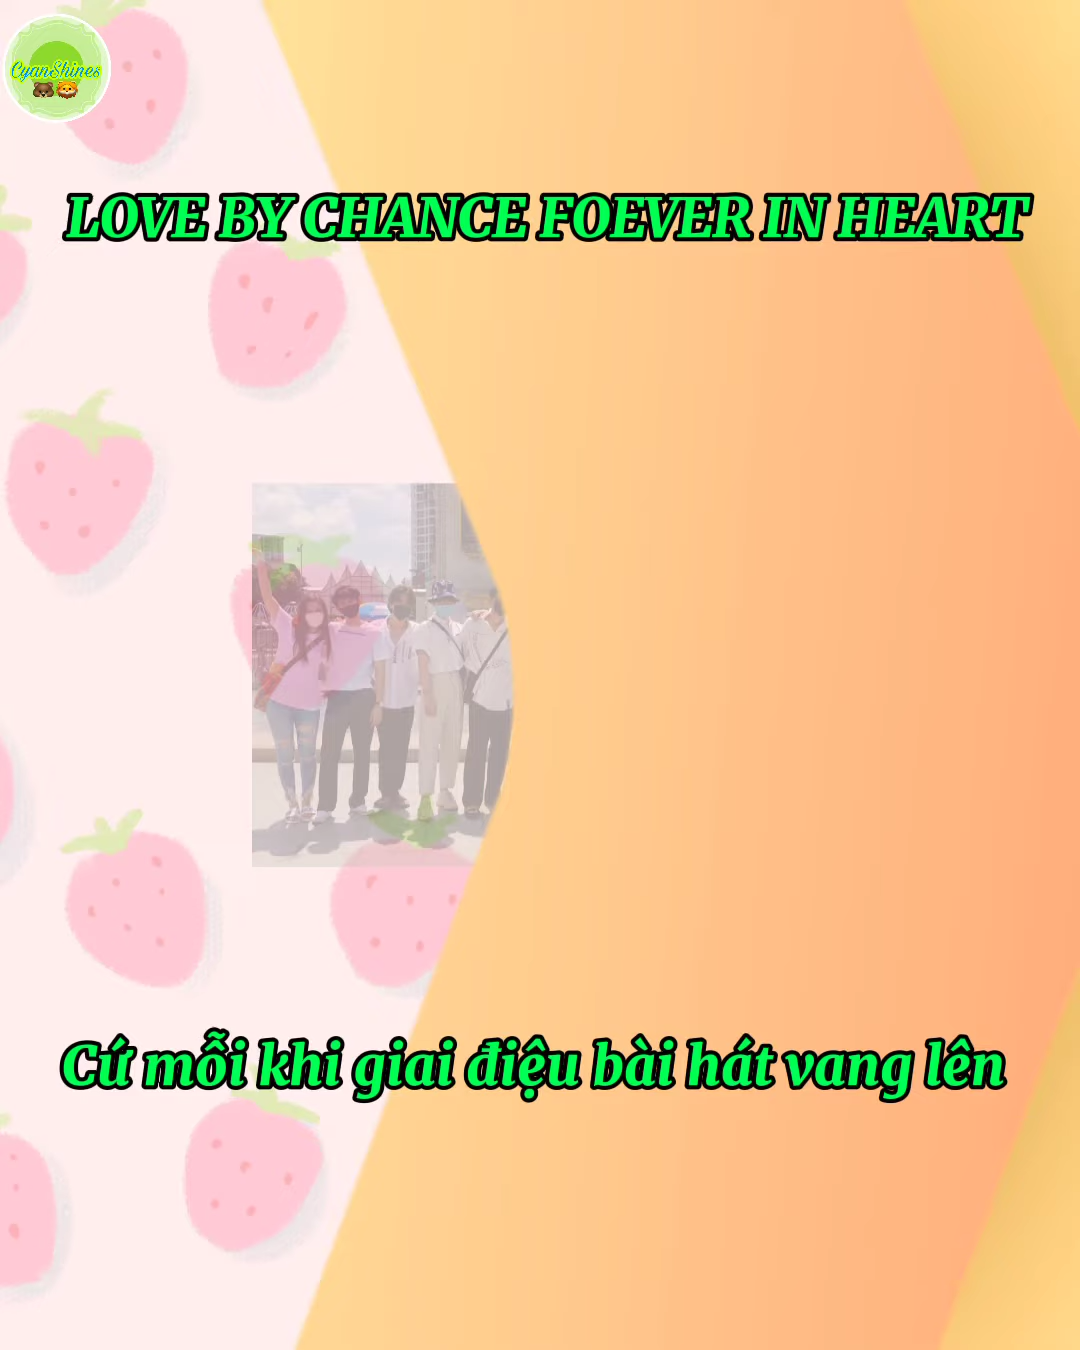 CyanShines
LOVE BY CHANCE FOEVER IN HEART
Cứ mỗi khi giai điệu bài hát vang lên